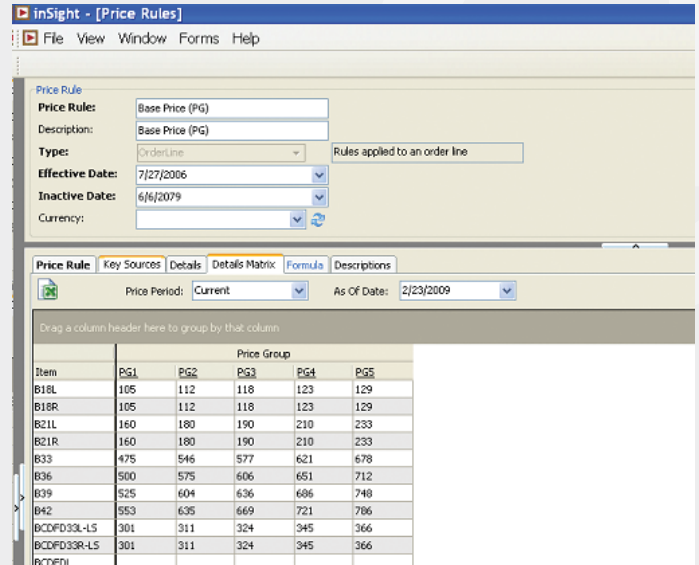 inSight - [Price Rules]
File View Window Forms Help
Price Rule
Price Rule: Base Price (PG)
Description: Base Price (PG)
Type: OrderLine Rules applied to an order line
Effective Date: 7/27/2006
Inactive Date: 6/6/2079
Currency:
Price Rule Key Sources Details Details Matrix Formula Descriptions
Price Period: Current As Of Date: 2/23/2009
Drag a column header here to group by that column
Price Group
Item PG1 PG2 PG3 PG4 PG5
B18L 105 112 118 123 129
B18R 105 112 118 123 129
B21L 160 180 190 210 233
B21R 160 180 190 210 233
B33 475 546 577 621 678
B36 500 575 606 651 712
B39 525 604 636 686 748
B42 553 635 669 721 786
BCDFD33L-LS 301 311 324 345 366
BCDFD33R-LS 301 311 324 345 366